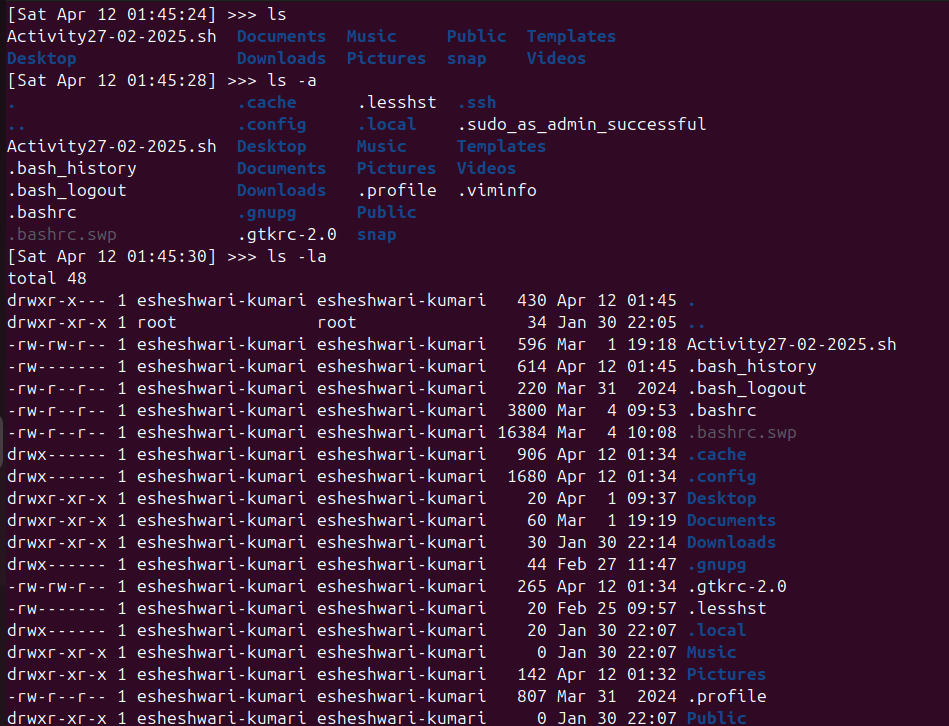 [Sat Apr 12 01:45:24] >>> ls
Activity27-02-2025.sh  Documents  Music     Public  Templates
Desktop                Downloads  Pictures  snap    Videos
[Sat Apr 12 01:45:28] >>> ls -a
.                      .cache      .lesshst  .ssh
..                     .config     .local    .sudo_as_admin_successful
Activity27-02-2025.sh  Desktop     Music     Templates
.bash_history          Documents   Pictures  Videos
.bash_logout           Downloads   .profile  .viminfo
.bashrc                .gnupg      Public
.bashrc.swp            .gtkrc-2.0  snap
[Sat Apr 12 01:45:30] >>> ls -la
total 48
drwxr-x--- 1 esheshwari-kumari esheshwari-kumari   430 Apr 12 01:45 .
drwxr-xr-x 1 root              root                 34 Jan 30 22:05 ..
-rw-rw-r-- 1 esheshwari-kumari esheshwari-kumari   596 Mar  1 19:18 Activity27-02-2025.sh
-rw------- 1 esheshwari-kumari esheshwari-kumari   614 Apr 12 01:45 .bash_history
-rw-r--r-- 1 esheshwari-kumari esheshwari-kumari   220 Mar 31  2024 .bash_logout
-rw-r--r-- 1 esheshwari-kumari esheshwari-kumari  3800 Mar  4 09:53 .bashrc
-rw-r--r-- 1 esheshwari-kumari esheshwari-kumari 16384 Mar  4 10:08 .bashrc.swp
drwx------ 1 esheshwari-kumari esheshwari-kumari   906 Apr 12 01:34 .cache
drwx------ 1 esheshwari-kumari esheshwari-kumari  1680 Apr 12 01:34 .config
drwxr-xr-x 1 esheshwari-kumari esheshwari-kumari    20 Apr  1 09:37 Desktop
drwxr-xr-x 1 esheshwari-kumari esheshwari-kumari    60 Mar  1 19:19 Documents
drwxr-xr-x 1 esheshwari-kumari esheshwari-kumari    30 Jan 30 22:14 Downloads
drwx------ 1 esheshwari-kumari esheshwari-kumari    44 Feb 27 11:47 .gnupg
-rw-rw-r-- 1 esheshwari-kumari esheshwari-kumari   265 Apr 12 01:34 .gtkrc-2.0
-rw------- 1 esheshwari-kumari esheshwari-kumari    20 Feb 25 09:57 .lesshst
drwx------ 1 esheshwari-kumari esheshwari-kumari    20 Jan 30 22:07 .local
drwxr-xr-x 1 esheshwari-kumari esheshwari-kumari     0 Jan 30 22:07 Music
drwxr-xr-x 1 esheshwari-kumari esheshwari-kumari   142 Apr 12 01:32 Pictures
-rw-r--r-- 1 esheshwari-kumari esheshwari-kumari   807 Mar 31  2024 .profile
drwxr-xr-x 1 esheshwari-kumari esheshwari-kumari     0 Jan 30 22:07 Public